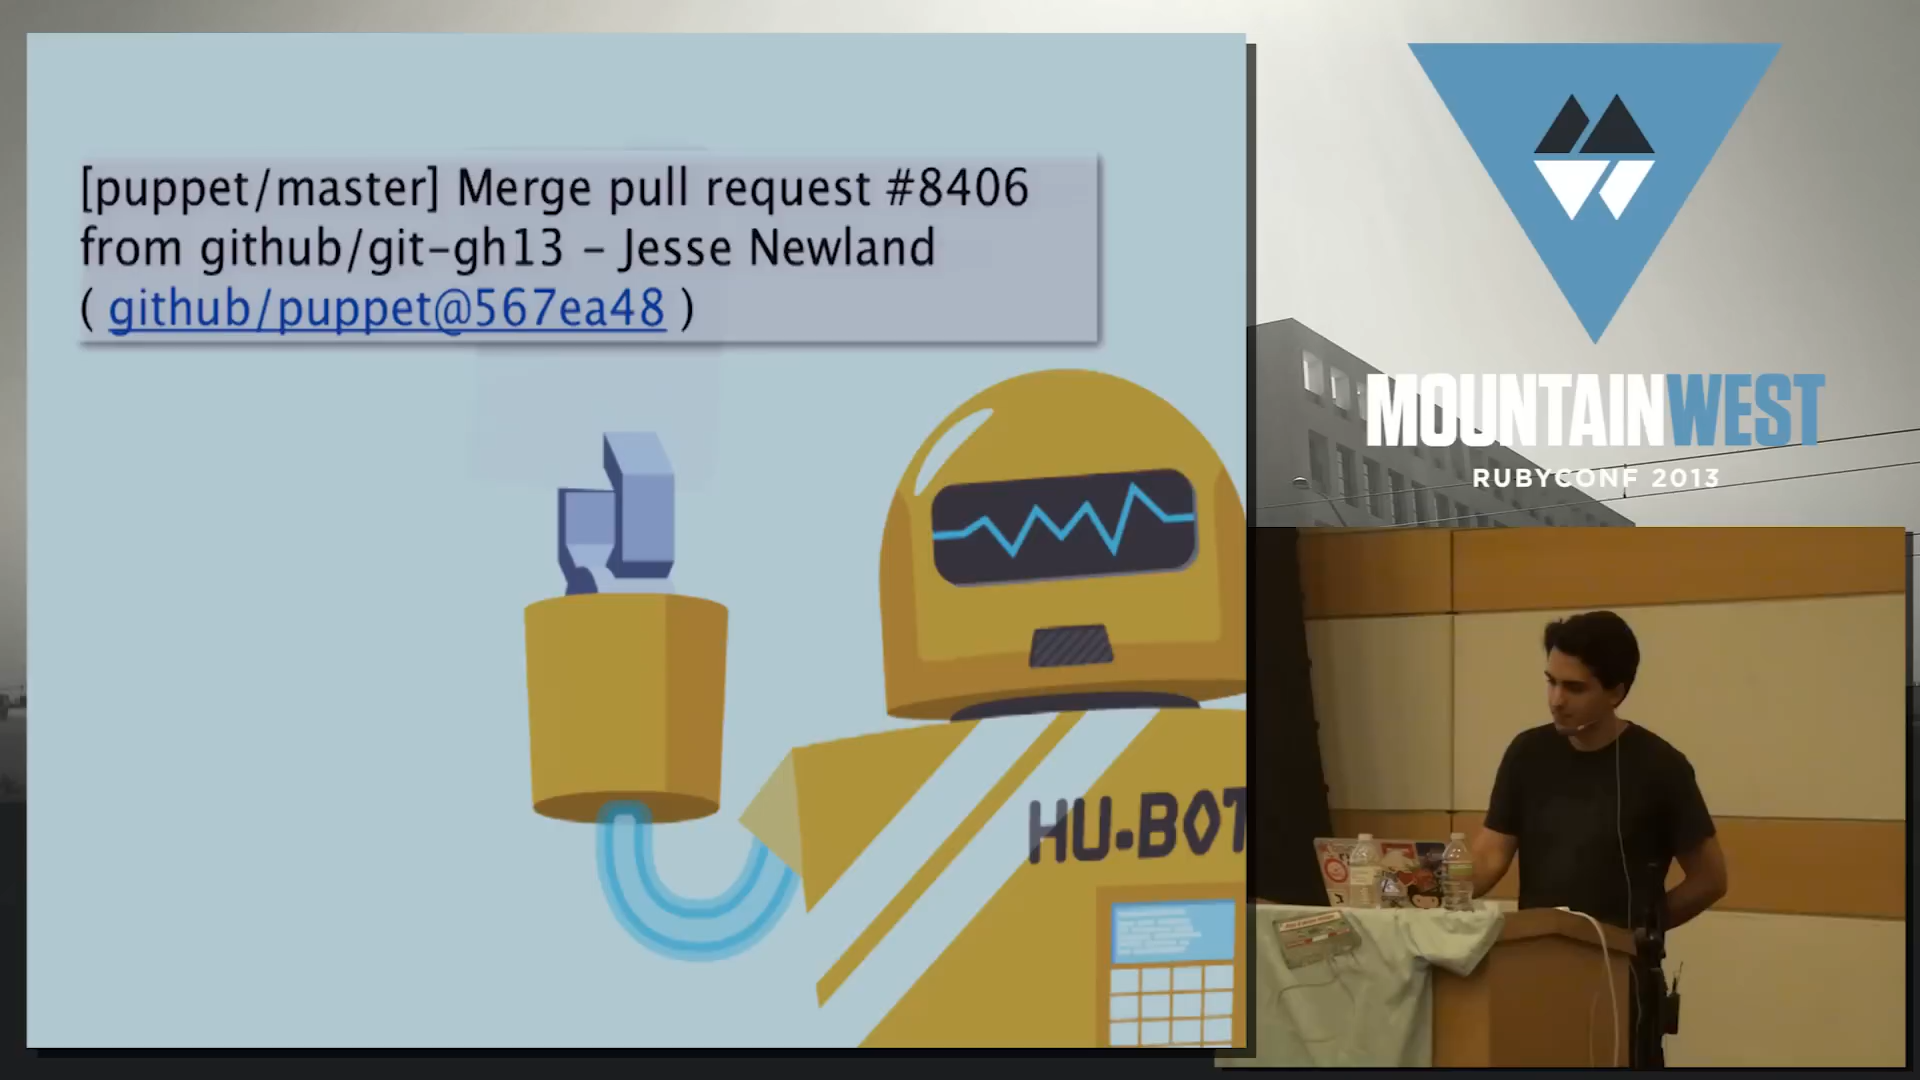 [puppet/master] Merge pull request #8406
from github/git-gh13 – Jesse Newland
( github/puppet@567ea48 )
HU•BOT
MOUNTAINWEST
RUBYCONF 2013